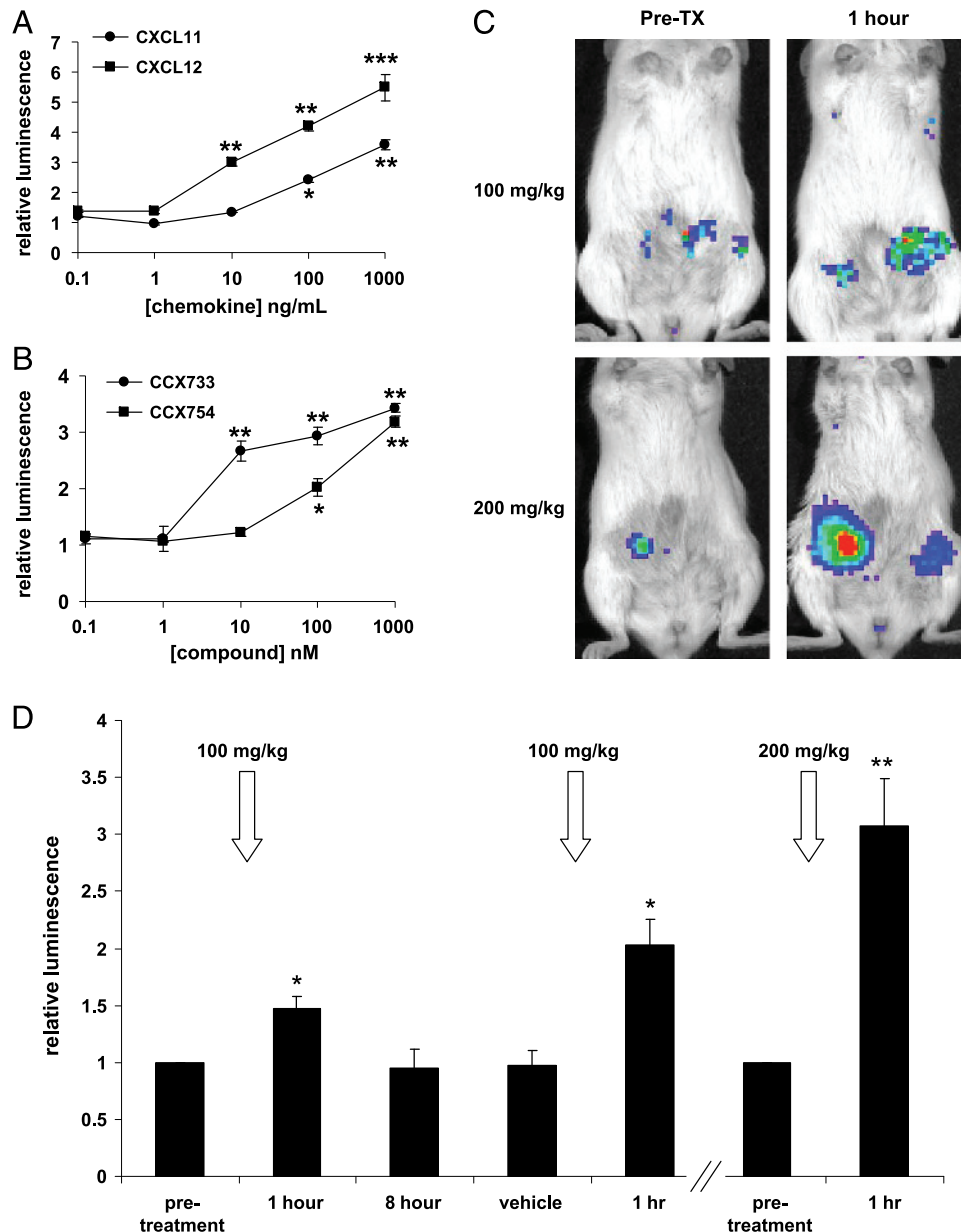 A
CXCL11
CXCL12
relative luminescence
7
6
5
4
3
2
1
0
***
**
**
**
*
0.1 1 10 100 1000
[chemokine] ng/mL
B
CCX733
CCX754
relative luminescence
4
3
2
1
0
**
**
**
**
*
0.1 1 10 100 1000
[compound] nM
C
Pre-TX 1 hour
100 mg/kg
200 mg/kg
D
relative luminescence
4
3.5
3
2.5
2
1.5
1
0.5
0
100 mg/kg 100 mg/kg 200 mg/kg
*
*
**
pre-treatment 1 hour 8 hour vehicle 1 hr // pre-treatment 1 hr